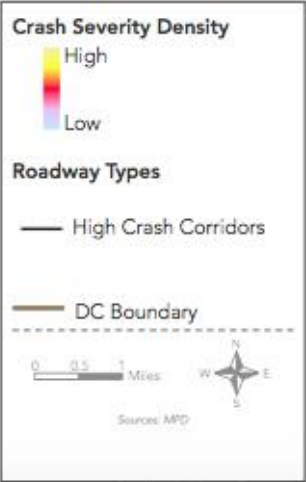 Crash Severity Density
High
Low
Roadway Types
High Crash Corridors
DC Boundary
0 0.5 1
Miles
N
W E
S
Sources: MPD